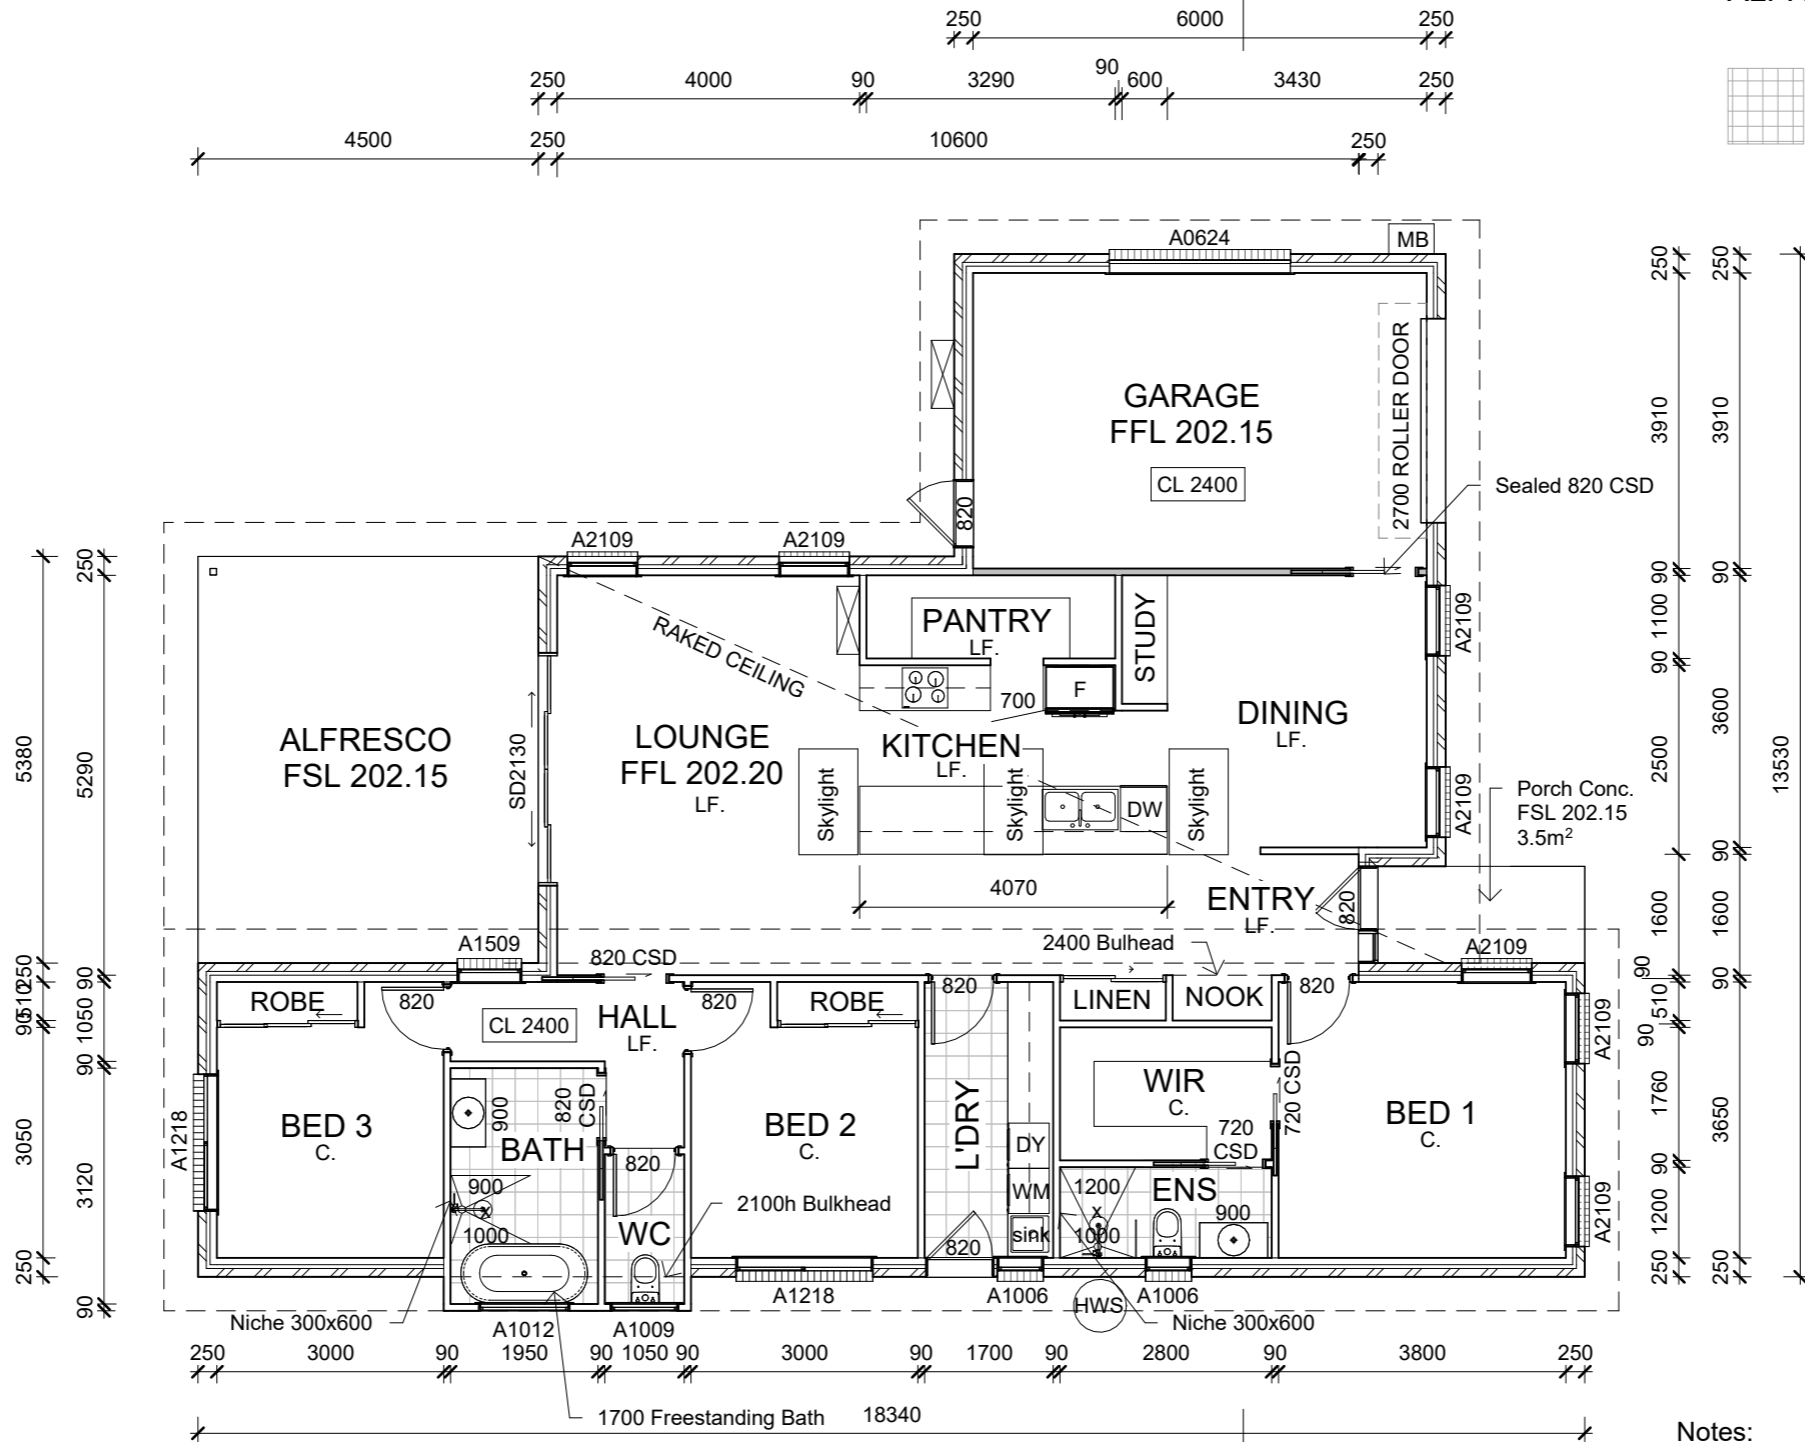 250 6000 250
250 4000 90 3290 90 600 3430 250
4500 250 10600 250
A0624
MB
GARAGE
FFL 202.15
CL 2400
2700 ROLLER DOOR
820
Sealed 820 CSD
A2109
A2109
RAKED CEILING
PANTRY
LF.
STUDY
A2109
700
F
ALFRESCO
FSL 202.15
SD2130
LOUNGE
FFL 202.20
LF.
KITCHEN
LF.
DINING
LF.
Skylight
Skylight
Skylight
DW
A2109
Porch Conc.
FSL 202.15
3.5m²
4070
ENTRY
LF.
820
2400 Bulhead
A1509
820 CSD
A2109
ROBE
820
CL 2400
HALL
LF.
820
ROBE
820
LINEN
NOOK
820
A2109
BED 3
C.
A1218
900
820
CSD
BATH
BED 2
C.
L'DRY
DY
WIR
C.
720
CSD
720 CSD
BED 1
C.
820
900
1000
x
2100h Bulkhead
WC
WM
sink
820
1200
1000
x
ENS
900
A2109
Niche 300x600
A1012
A1009
A1218
A1006
HWS
A1006
Niche 300x600
250 3000 90 1950 90 1050 90 3000 90 1700 90 2800 90 3800 250
1700 Freestanding Bath
18340
Notes:
5380
250
510
90
3050
250
250
5290
90
1050
90
3120
90
250
3910
90
1100
90
2500
90
1600
90
510
90
1760
90
1200
250
250
3910
90
3600
90
1600
90
3650
250
13530